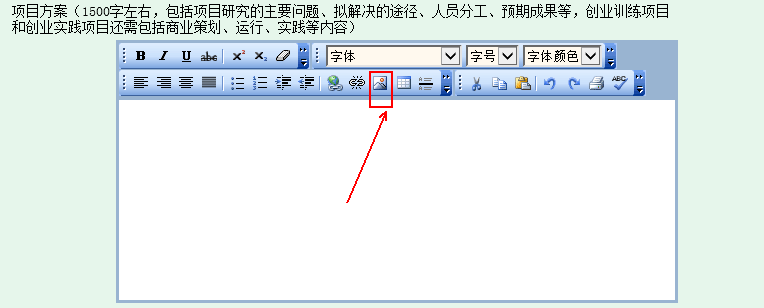 项目方案（1500字左右，包括项目研究的主要问题、拟解决的途径、人员分工、预期成果等，创业训练项目
和创业实践项目还需包括商业策划、运行、实践等内容）
B I U abc x² x₂ 字体 字号 字体颜色
ABC